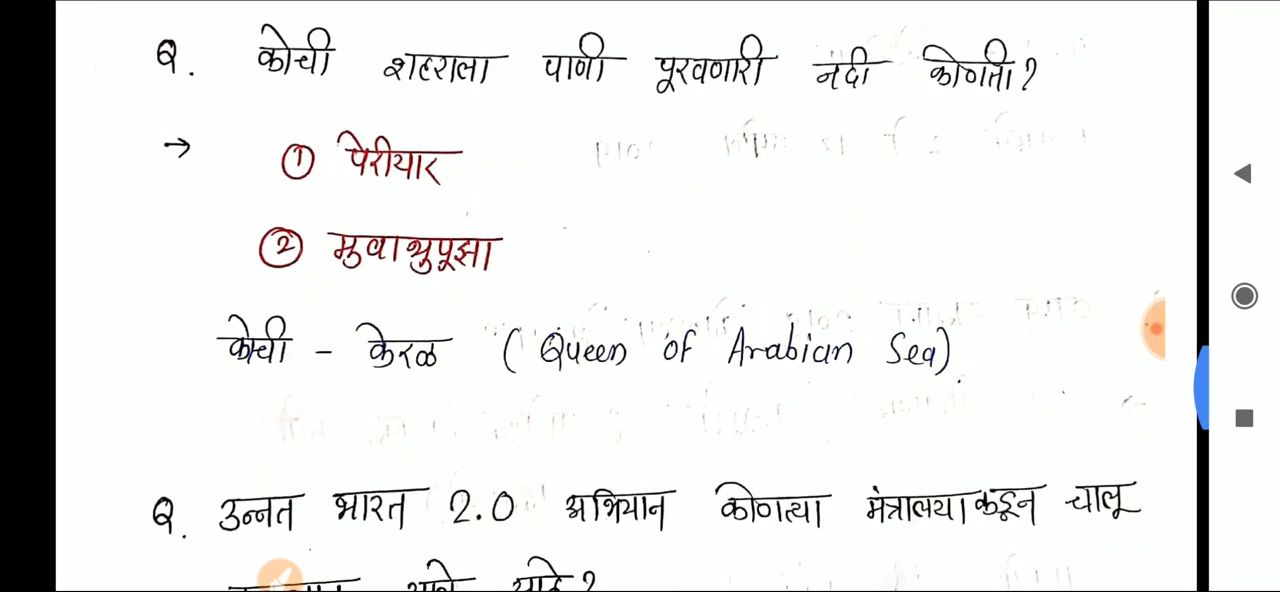 Q. कोची शहराला पाणी पूरवणारी नदी कोणती?
→ ① पेरीयार
② मुवाथुपूझा
कोची - केरळ (Queen of Arabian Sea)
Q. उन्नत भारत 2.0 अभियान कोणत्या मंत्रालयाकडून चालू
आहे?